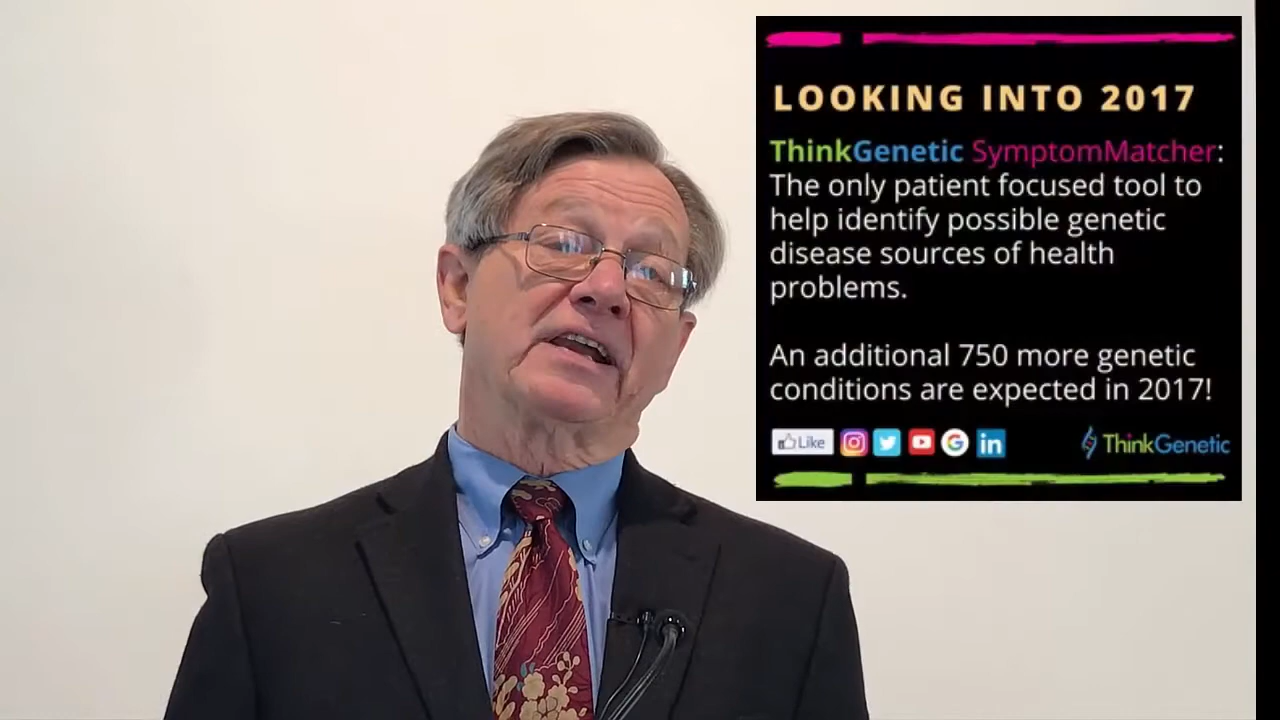 LOOKING INTO 2017
ThinkGenetic SymptomMatcher:
The only patient focused tool to
help identify possible genetic
disease sources of health
problems.
An additional 750 more genetic
conditions are expected in 2017!
Like
in
ThinkGenetic